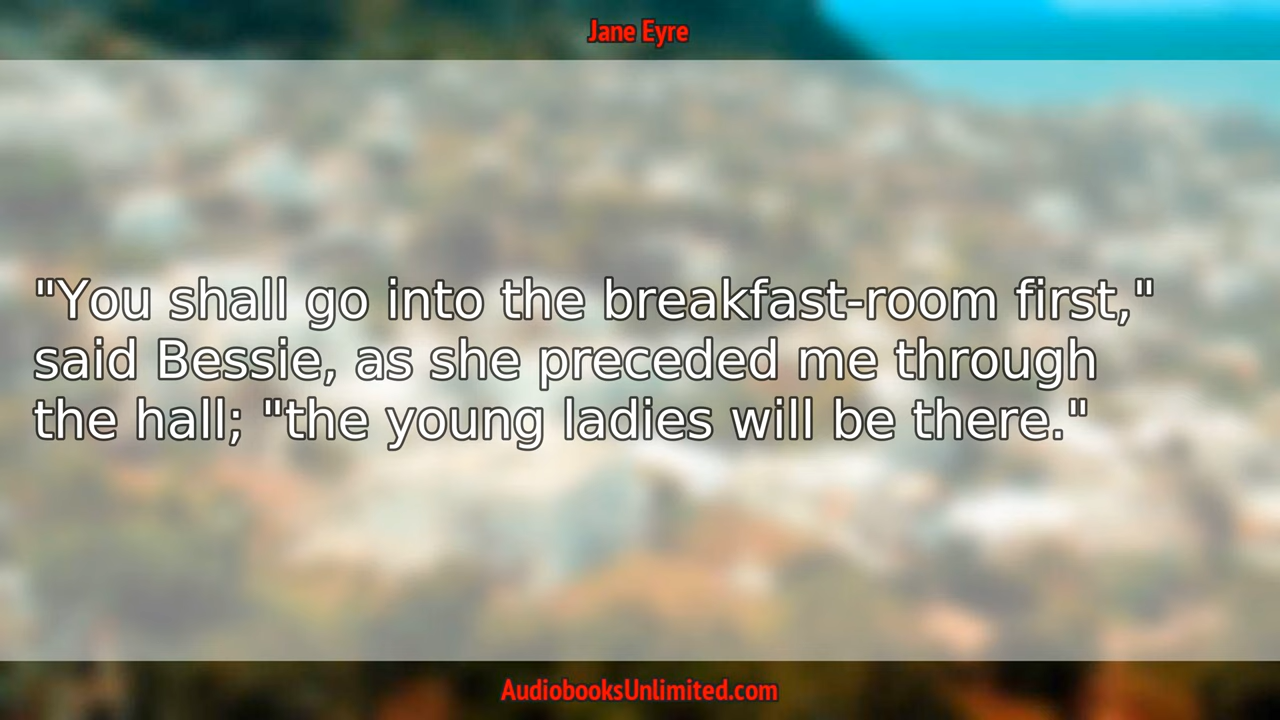 Jane Eyre
"You shall go into the breakfast-room first,"
said Bessie, as she preceded me through
the hall; "the young ladies will be there."
AudiobooksUnlimited.com